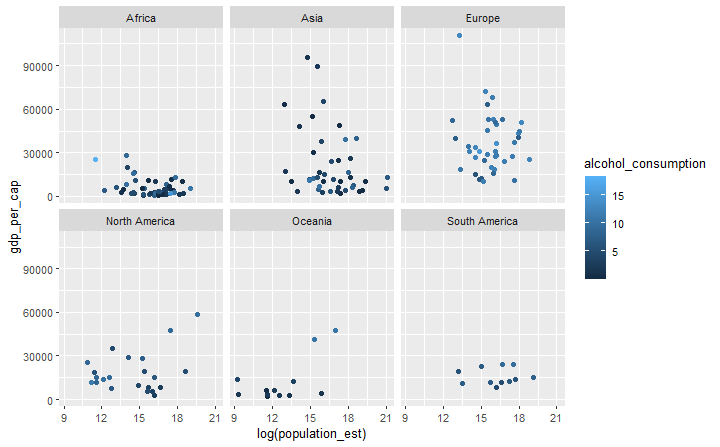 Africa
Asia
Europe
90000
60000
30000
0
North America
Oceania
South America
90000
60000
30000
0
9 12 15 18 21
9 12 15 18 21
9 12 15 18 21
log(population_est)
gdp_per_cap
alcohol_consumption
15
10
5